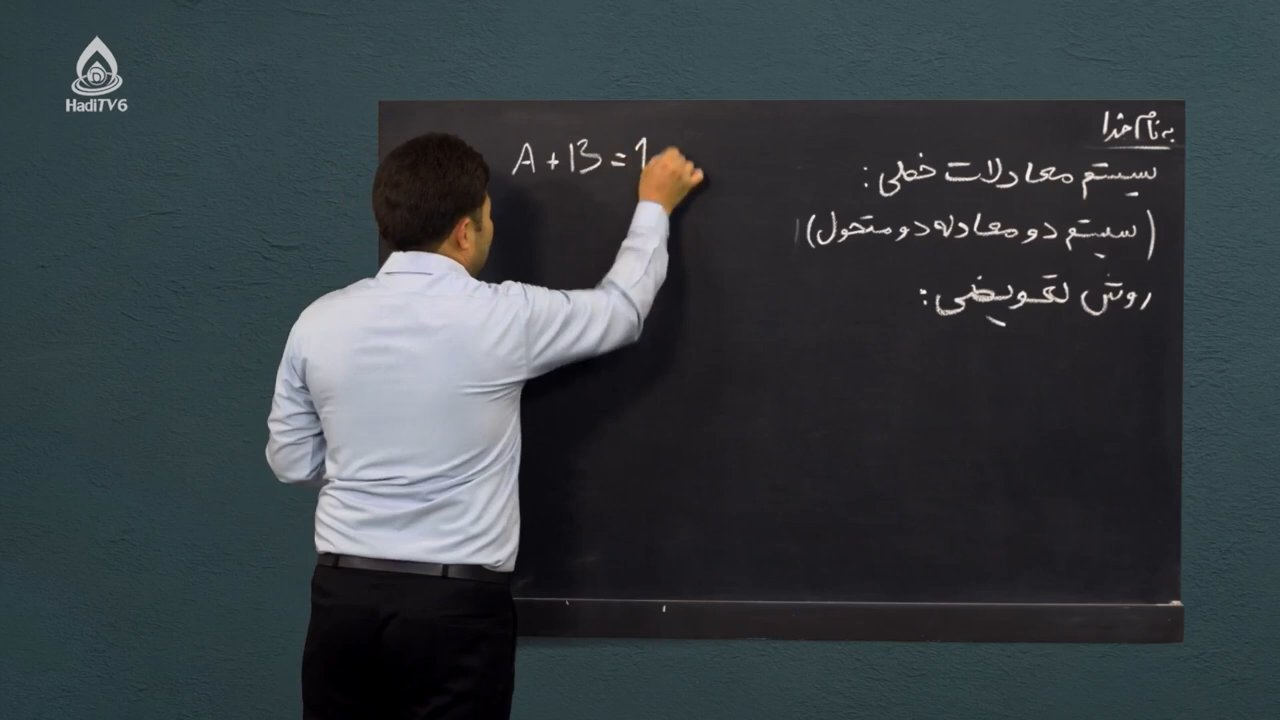 HadiTV6
به نام خدا
سیستم معادلات خطی :
(سیستم دو معادله دو متحول)
روش تعویضی :
A + B = 1